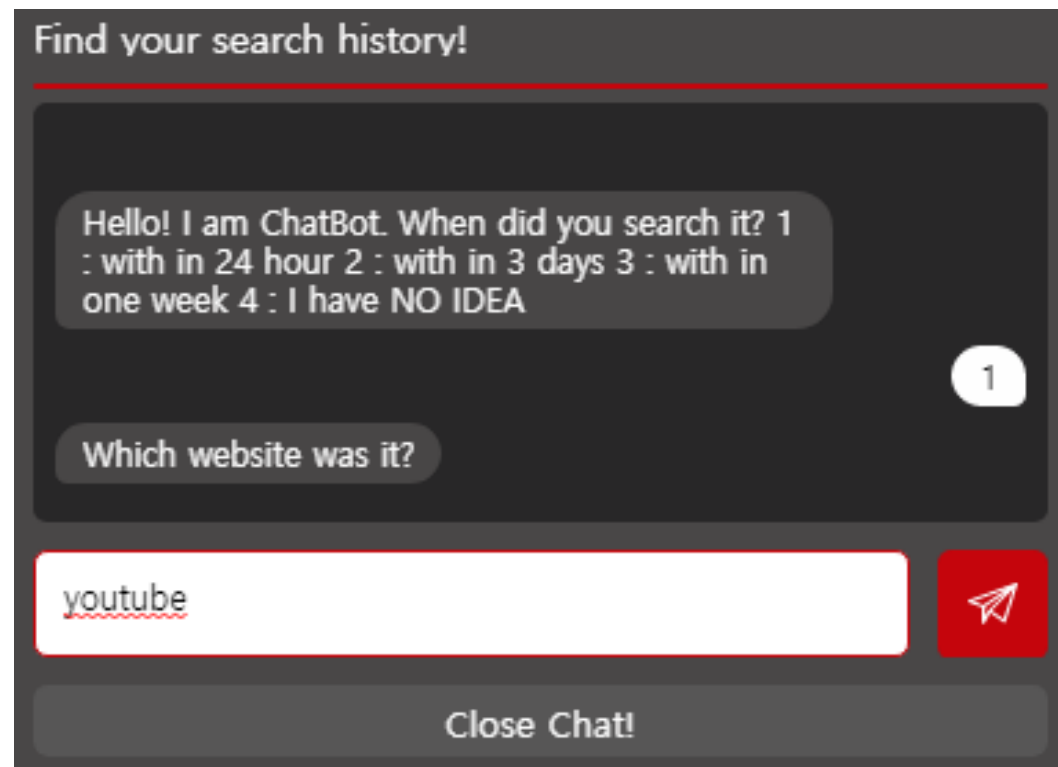 Find your search history!
Hello! I am ChatBot. When did you search it? 1
: with in 24 hour 2 : with in 3 days 3 : with in
one week 4 : I have NO IDEA
1
Which website was it?
youtube
Close Chat!